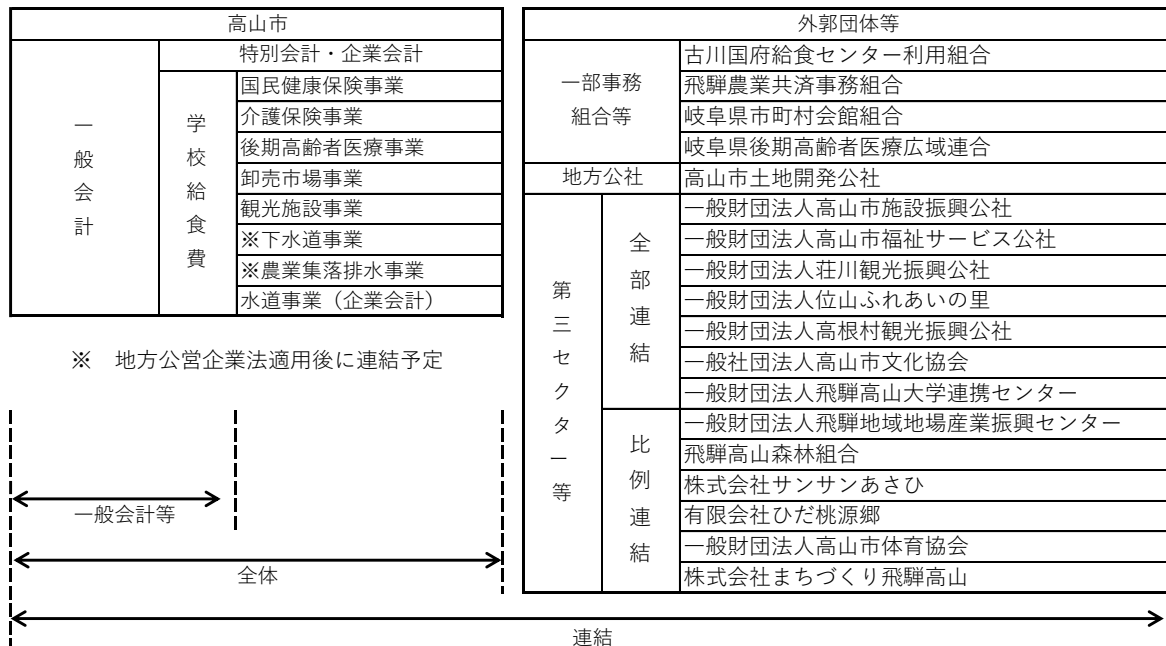 高山市
特別会計・企業会計
一般会計
学校給食費
国民健康保険事業
介護保険事業
後期高齢者医療事業
卸売市場事業
観光施設事業
※下水道事業
※農業集落排水事業
水道事業（企業会計）
※　地方公営企業法適用後に連結予定
外郭団体等
一部事務
組合等
古川国府給食センター利用組合
飛騨農業共済事務組合
岐阜県市町村会館組合
岐阜県後期高齢者医療広域連合
地方公社
高山市土地開発公社
第三セクター等
全部連結
一般財団法人高山市施設振興公社
一般財団法人高山市福祉サービス公社
一般財団法人荘川観光振興公社
一般財団法人位山ふれあいの里
一般財団法人高根村観光振興公社
一般社団法人高山市文化協会
一般財団法人飛騨高山大学連携センター
比例連結
一般財団法人飛騨地域地場産業振興センター
飛騨高山森林組合
株式会社サンサンあさひ
有限会社ひだ桃源郷
一般財団法人高山市体育協会
株式会社まちづくり飛騨高山
一般会計等
全体
連結